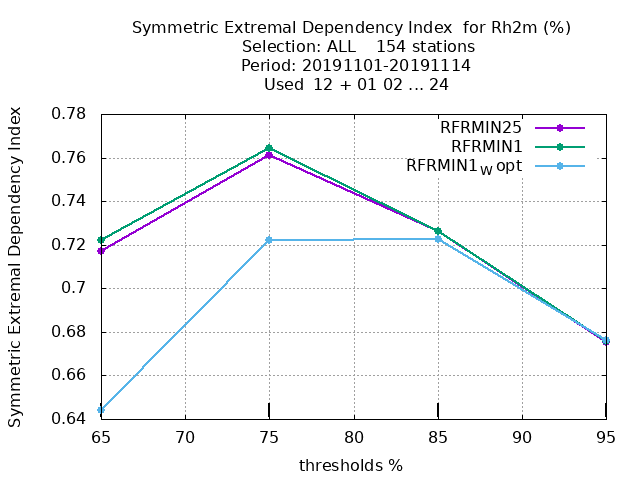 Symmetric Extremal Dependency Index for Rh2m (%)
Selection: ALL 154 stations
Period: 20191101-20191114
Used 12 + 01 02 ... 24
Symmetric Extremal Dependency Index
0.78
0.76
0.74
0.72
0.7
0.68
0.66
0.64
RFRMIN25
RFRMIN1
RFRMIN1W opt
65 70 75 80 85 90 95
thresholds %